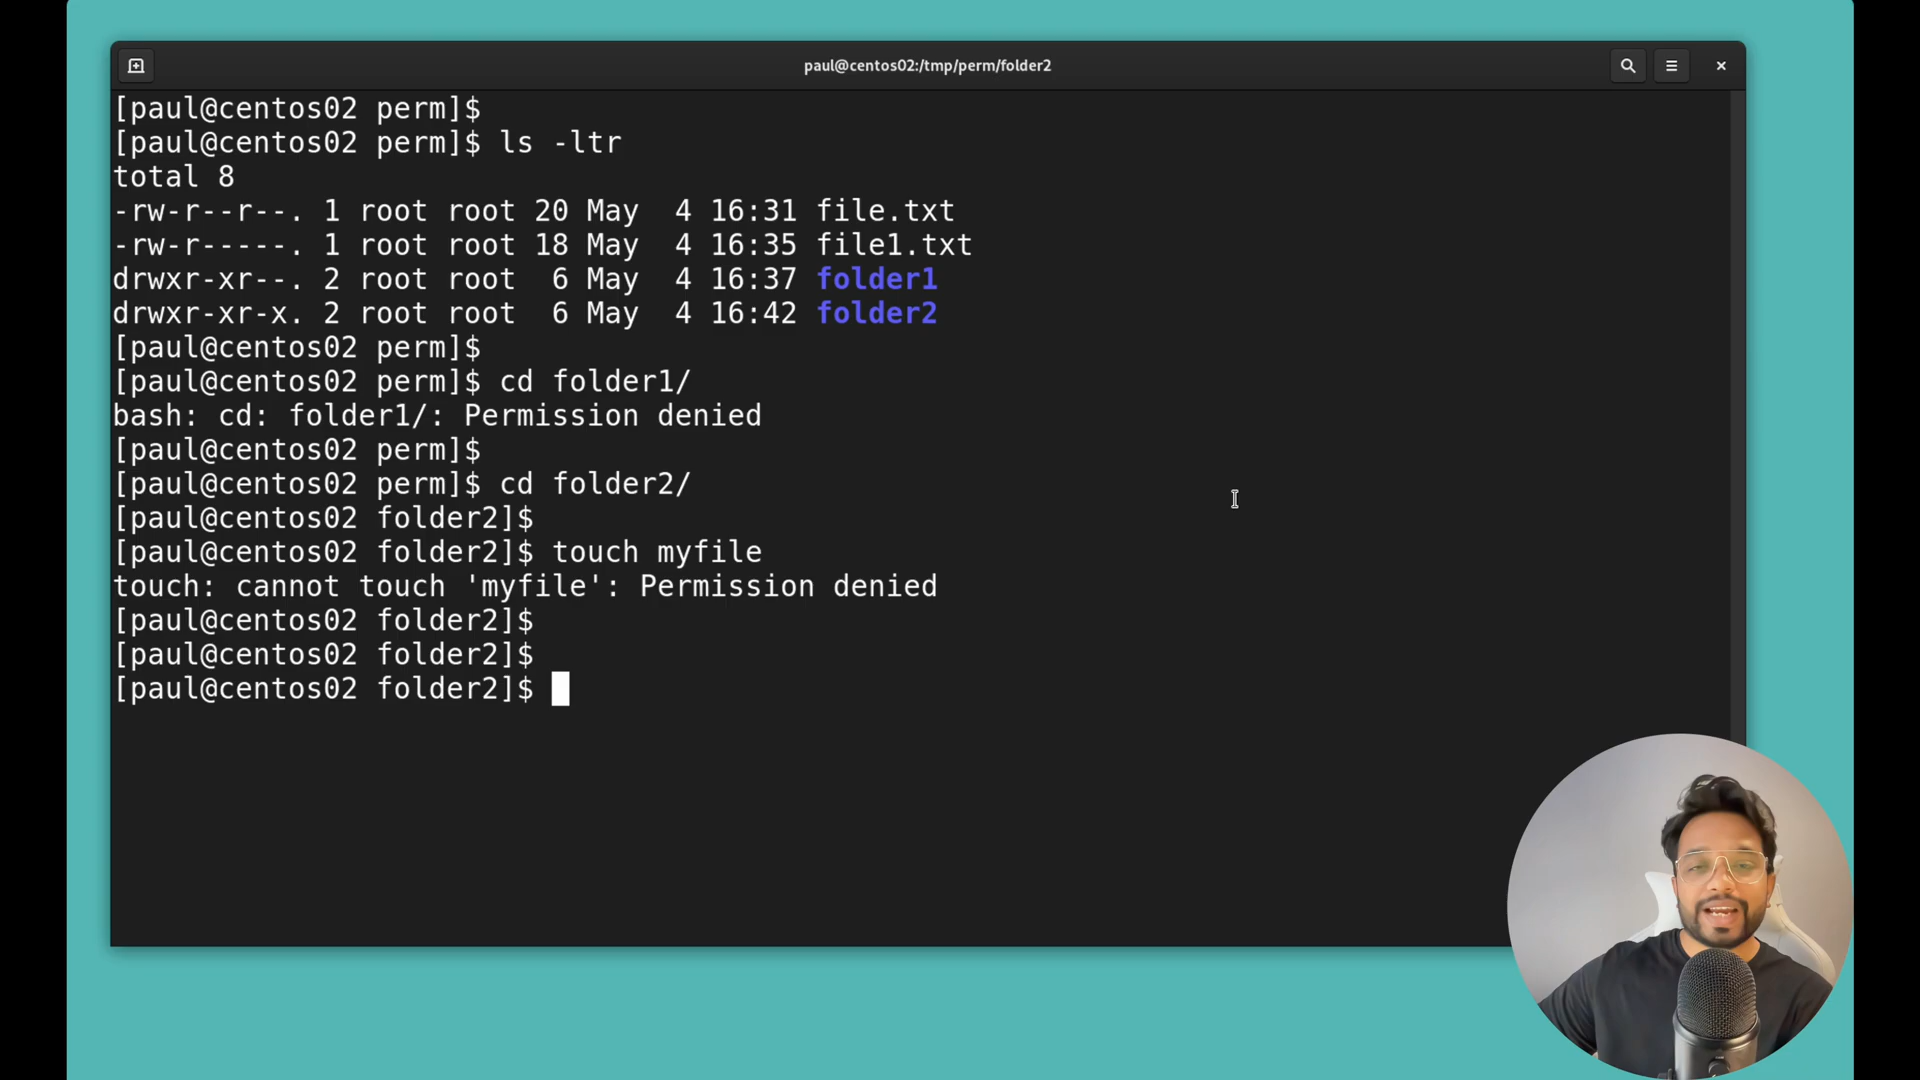 paul@centos02:/tmp/perm/folder2
[paul@centos02 perm]$
[paul@centos02 perm]$ ls -ltr
total 8
-rw-r--r--. 1 root root 20 May  4 16:31 file.txt
-rw-r-----. 1 root root 18 May  4 16:35 file1.txt
drwxr-xr--. 2 root root  6 May  4 16:37 folder1
drwxr-xr-x. 2 root root  6 May  4 16:42 folder2
[paul@centos02 perm]$
[paul@centos02 perm]$ cd folder1/
bash: cd: folder1/: Permission denied
[paul@centos02 perm]$
[paul@centos02 perm]$ cd folder2/
[paul@centos02 folder2]$
[paul@centos02 folder2]$ touch myfile
touch: cannot touch 'myfile': Permission denied
[paul@centos02 folder2]$
[paul@centos02 folder2]$
[paul@centos02 folder2]$